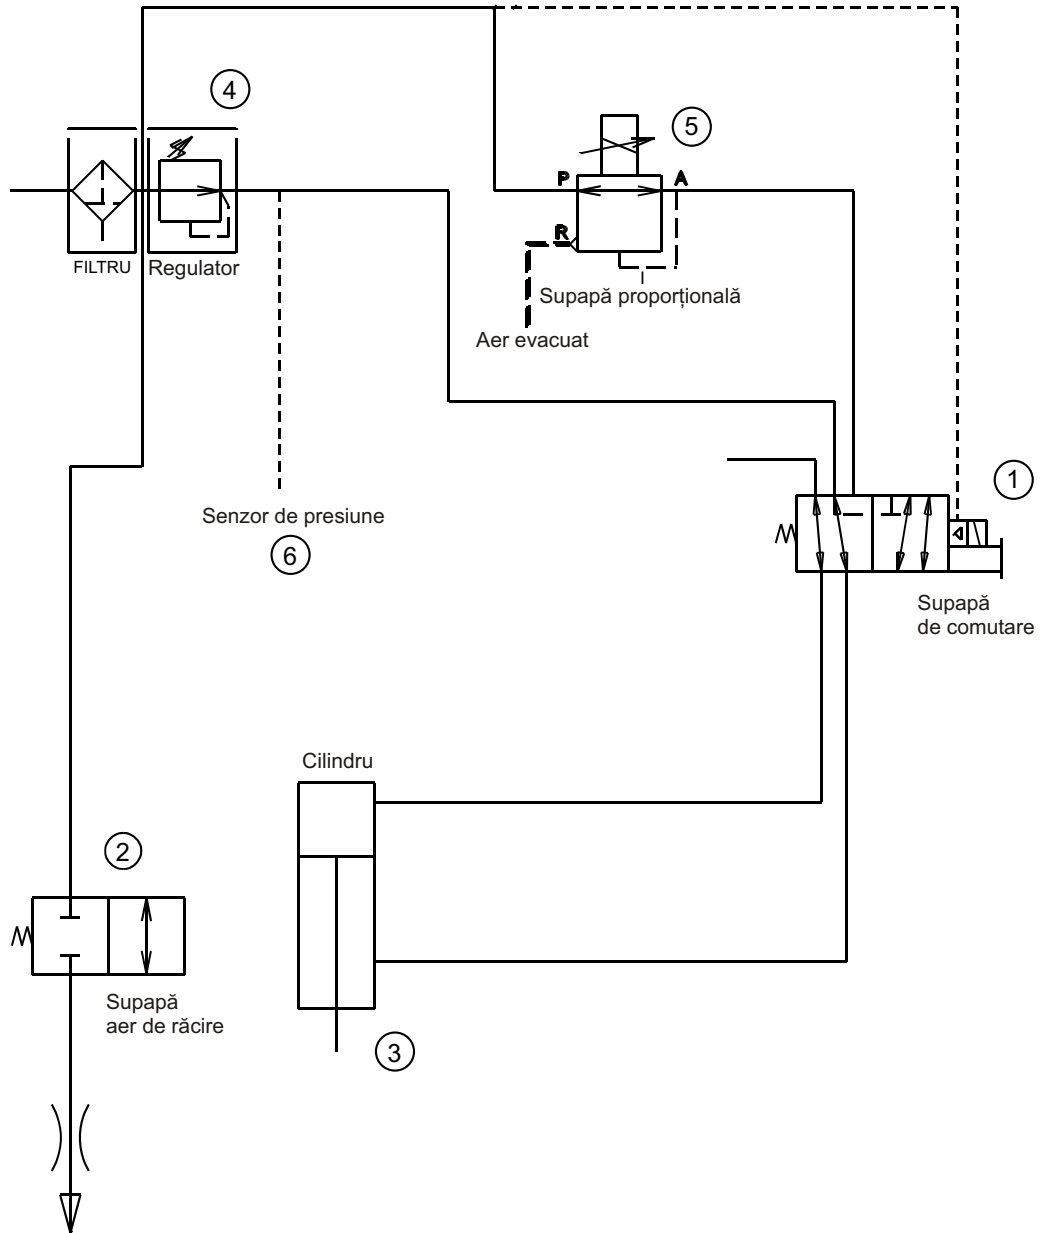 4
5
P
A
FILTRU
Regulator
R
Supapă proporțională
Aer evacuat
1
Senzor de presiune
6
Supapă
de comutare
Cilindru
2
Supapă
aer de răcire
3